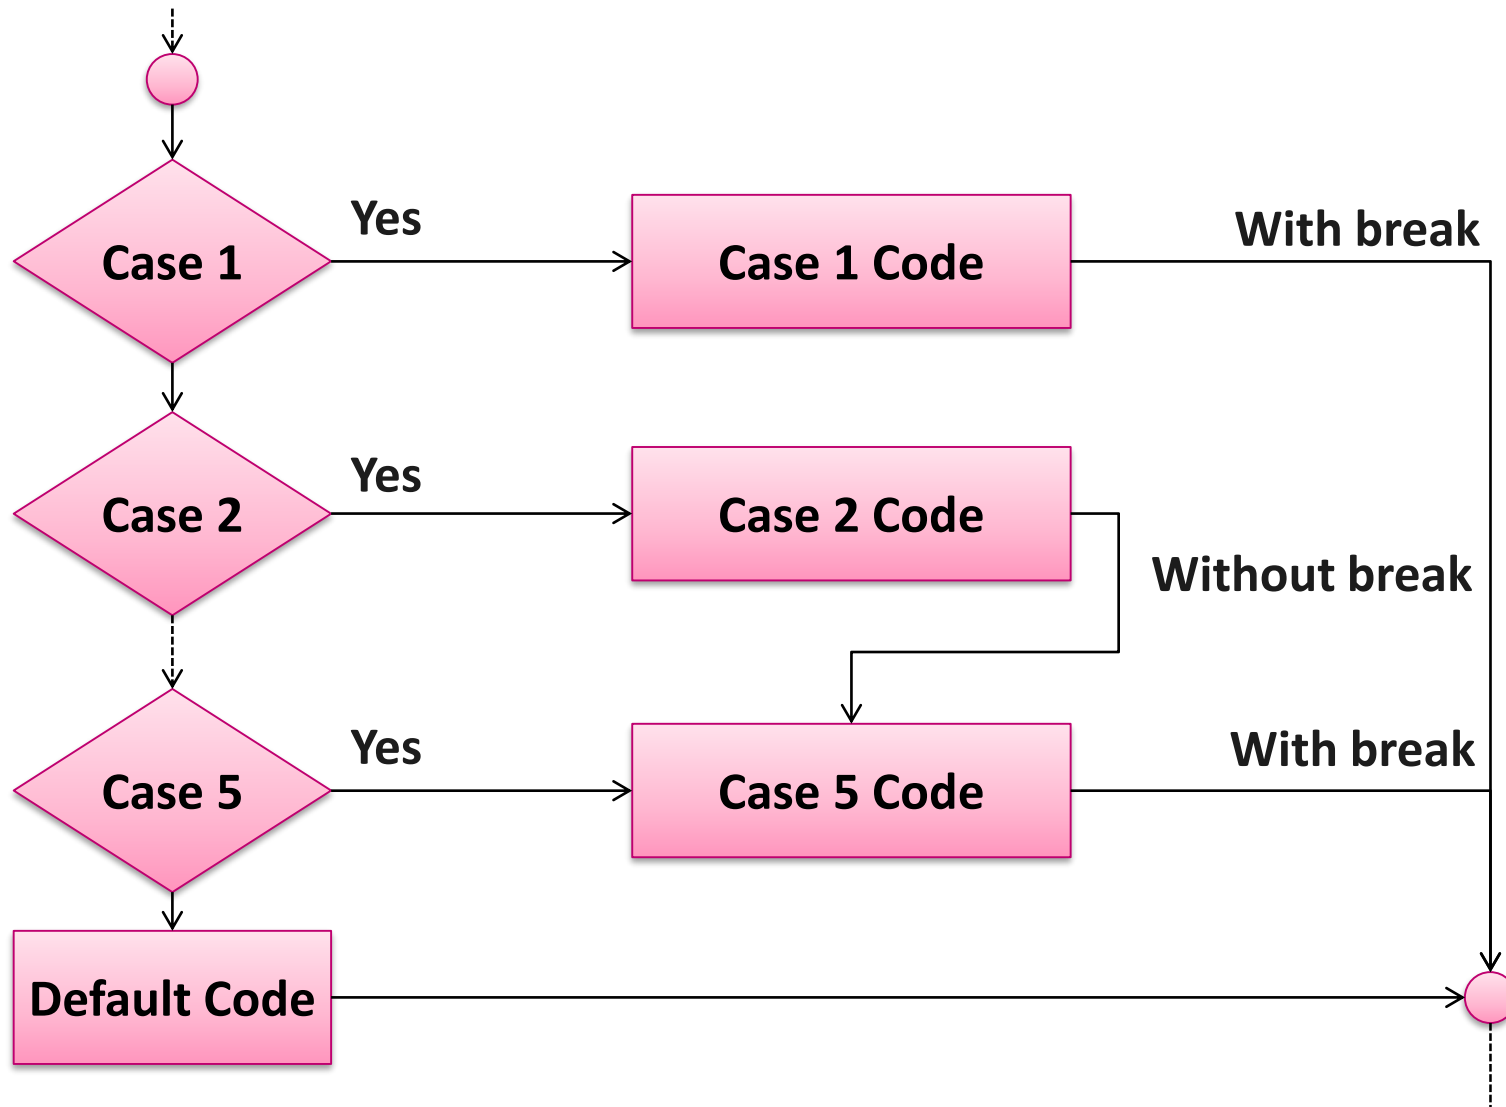 Case 1
Yes
Case 1 Code
With break
Case 2
Yes
Case 2 Code
Without break
Case 5
Yes
Case 5 Code
With break
Default Code